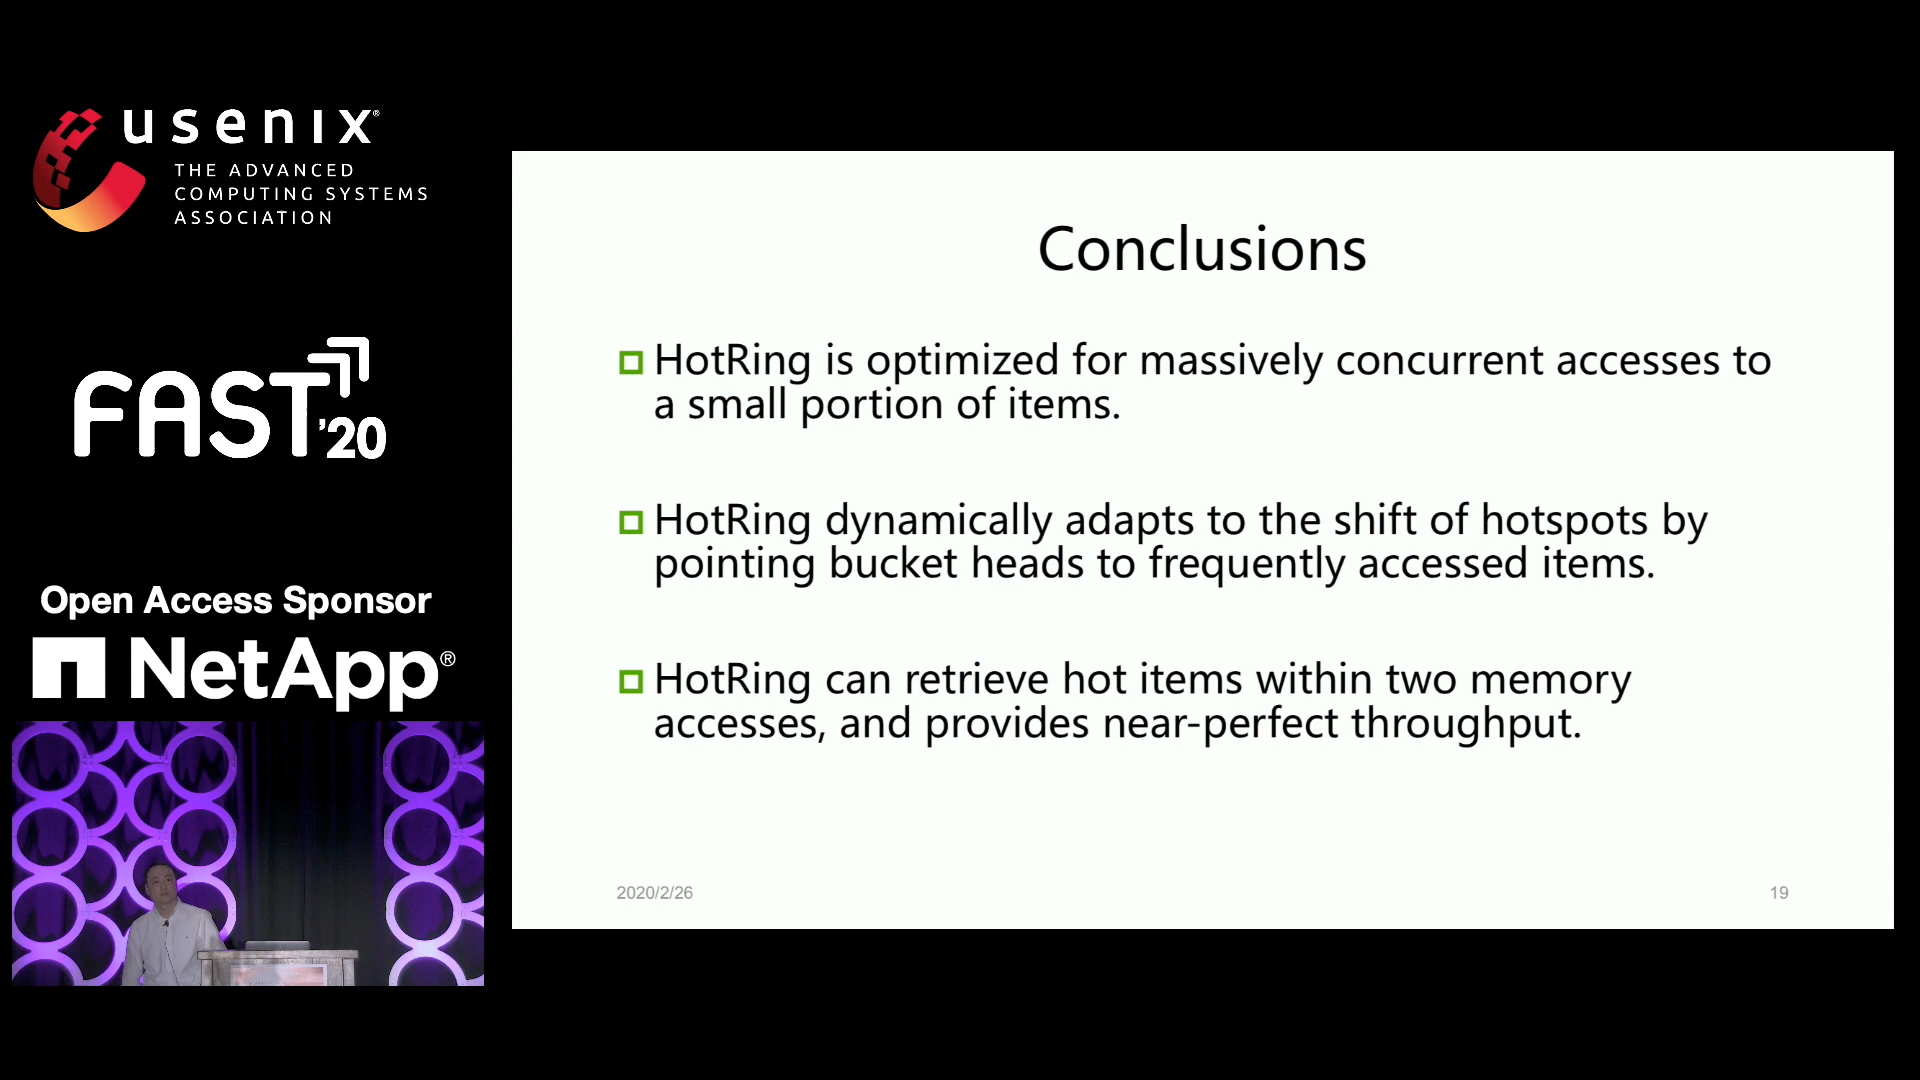 usenix®
THE ADVANCED
COMPUTING SYSTEMS
ASSOCIATION
FAST '20
Open Access Sponsor
NetApp®
Conclusions
HotRing is optimized for massively concurrent accesses to
a small portion of items.
HotRing dynamically adapts to the shift of hotspots by
pointing bucket heads to frequently accessed items.
HotRing can retrieve hot items within two memory
accesses, and provides near-perfect throughput.
2020/2/26
19